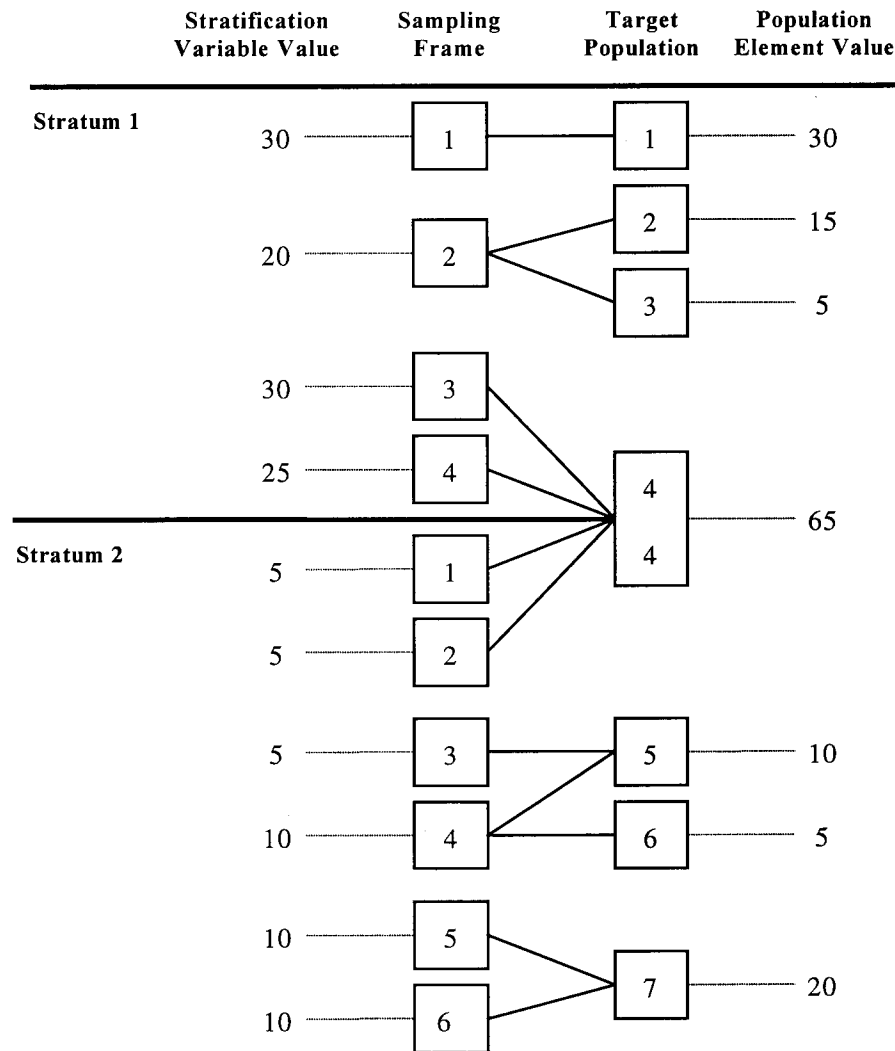 Stratification Sampling Target Population
Variable Value Frame Population Element Value
Stratum 1
30 1 1 30
2 15
20 2
3 5
30 3
25 4
4
65
Stratum 2
4
5 1
5 2
5 3 5 10
10 4 6 5
10 5
7 20
10 6